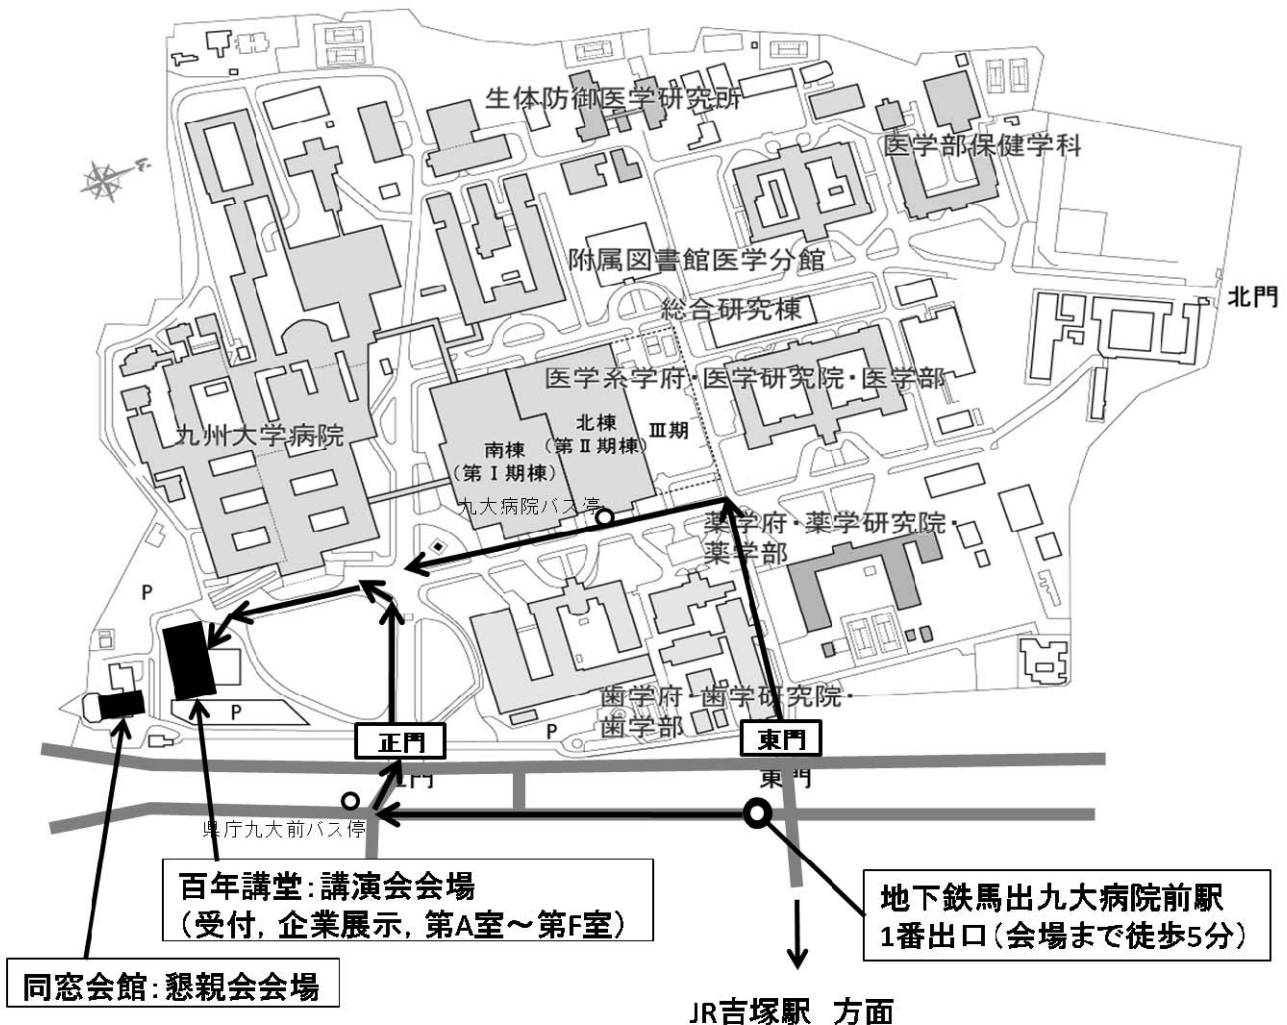 生体防御医学研究所
医学部保健学科
附属図書館医学分館
北門
総合研究棟
医学系学府・医学研究院・医学部
九州大学病院
北棟
(第Ⅱ期棟)
Ⅲ期
南棟
(第Ⅰ期棟)
九大病院バス停
薬学府・薬学研究院・
薬学部
P
歯学府・歯学研究院・
歯学部
P
P
正門
東門
正門
東門
県庁九大前バス停
百年講堂:講演会会場
(受付, 企業展示, 第A室~第F室)
地下鉄馬出九大病院前駅
1番出口(会場まで徒歩5分)
同窓会館:懇親会会場
JR吉塚駅 方面